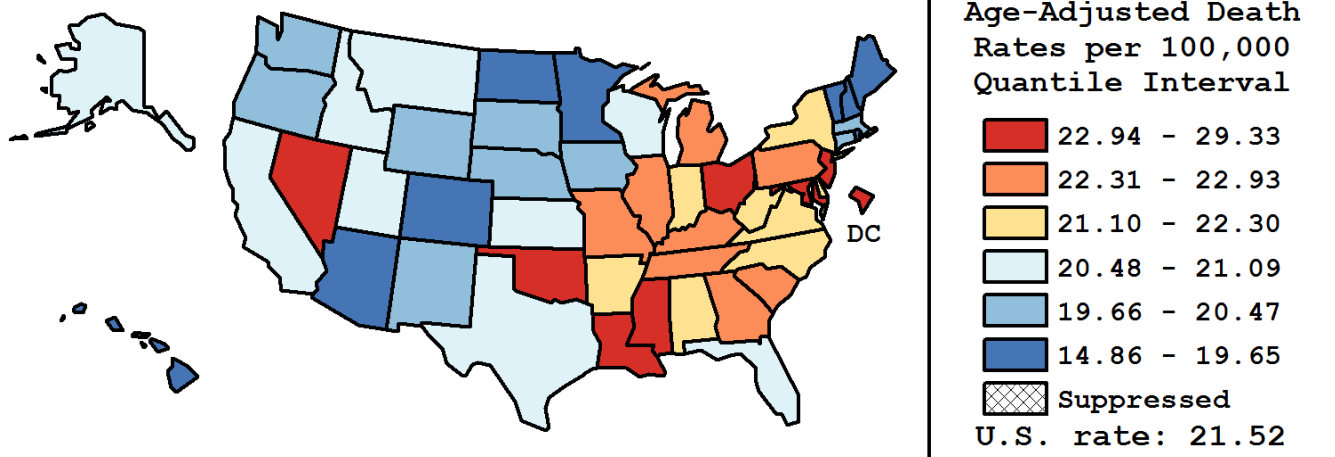 Age-Adjusted Death
Rates per 100,000
Quantile Interval
22.94 - 29.33
22.31 - 22.93
21.10 - 22.30
20.48 - 21.09
19.66 - 20.47
14.86 - 19.65
Suppressed
U.S. rate: 21.52
DC